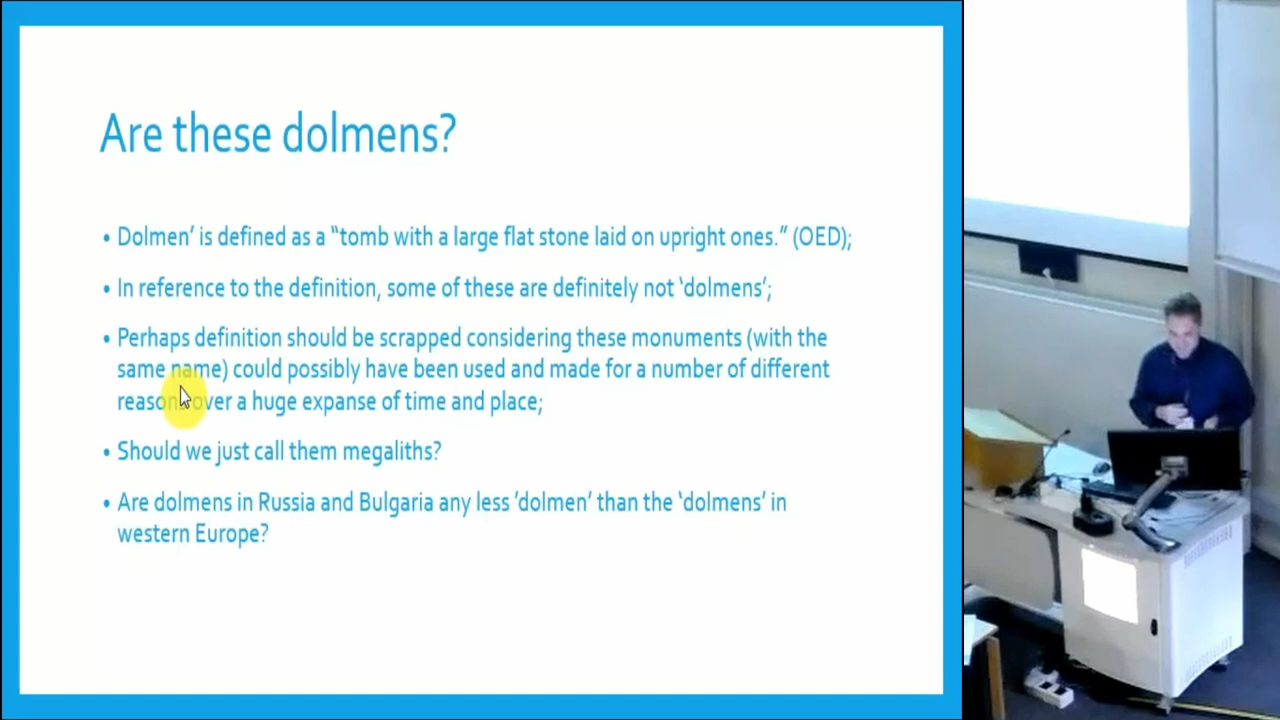 Are these dolmens?
• Dolmen’ is defined as a “tomb with a large flat stone laid on upright ones.” (OED);
• In reference to the definition, some of these are definitely not ‘dolmens’;
• Perhaps definition should be scrapped considering these monuments (with the
same name) could possibly have been used and made for a number of different
reasons over a huge expanse of time and place;
• Should we just call them megaliths?
• Are dolmens in Russia and Bulgaria any less ‘dolmen’ than the ‘dolmens’ in
western Europe?